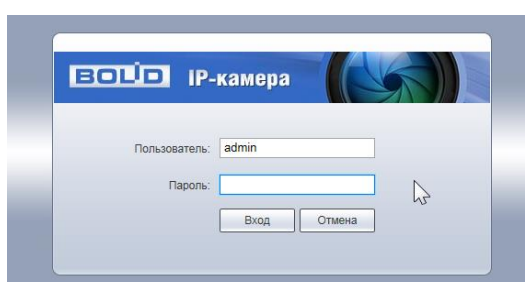 BOLID IP-камера
Пользователь: admin
Пароль:
Вход Отмена